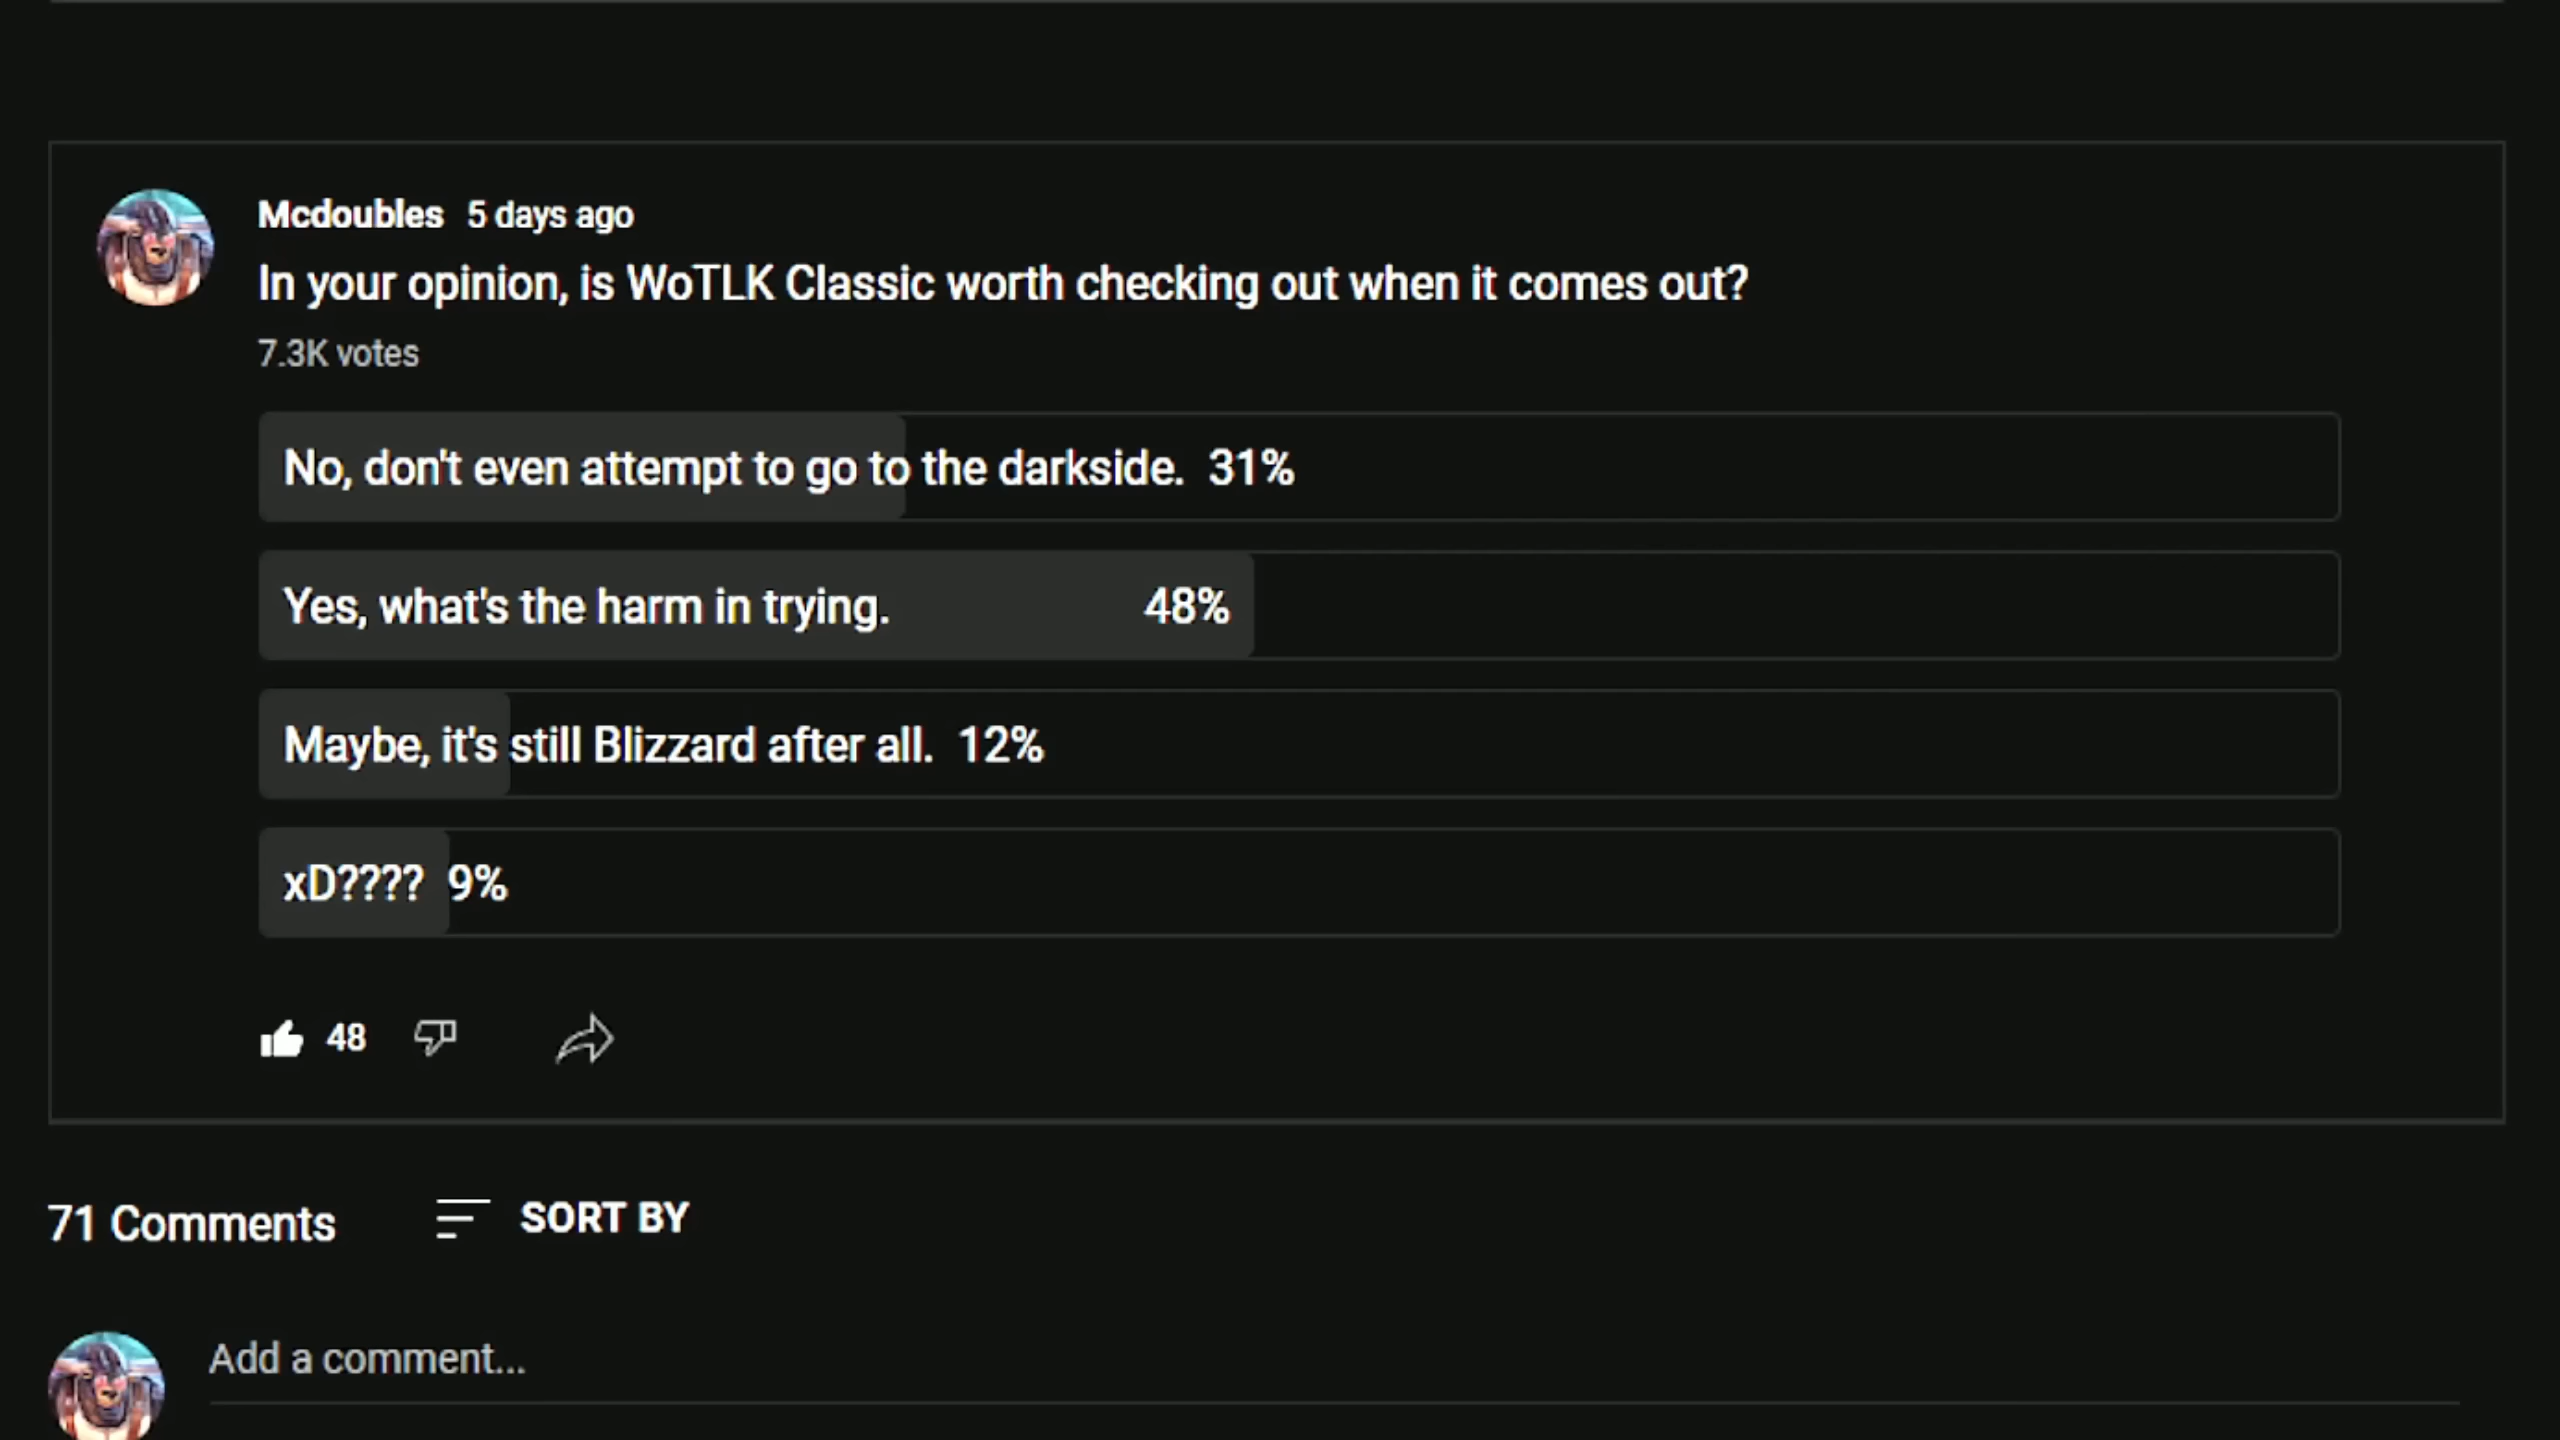 Mcdoubles 5 days ago
In your opinion, is WoTLK Classic worth checking out when it comes out?
7.3K votes
No, don't even attempt to go to the darkside. 31%
Yes, what's the harm in trying. 48%
Maybe, it's still Blizzard after all. 12%
xD???? 9%
48
71 Comments SORT BY
Add a comment...